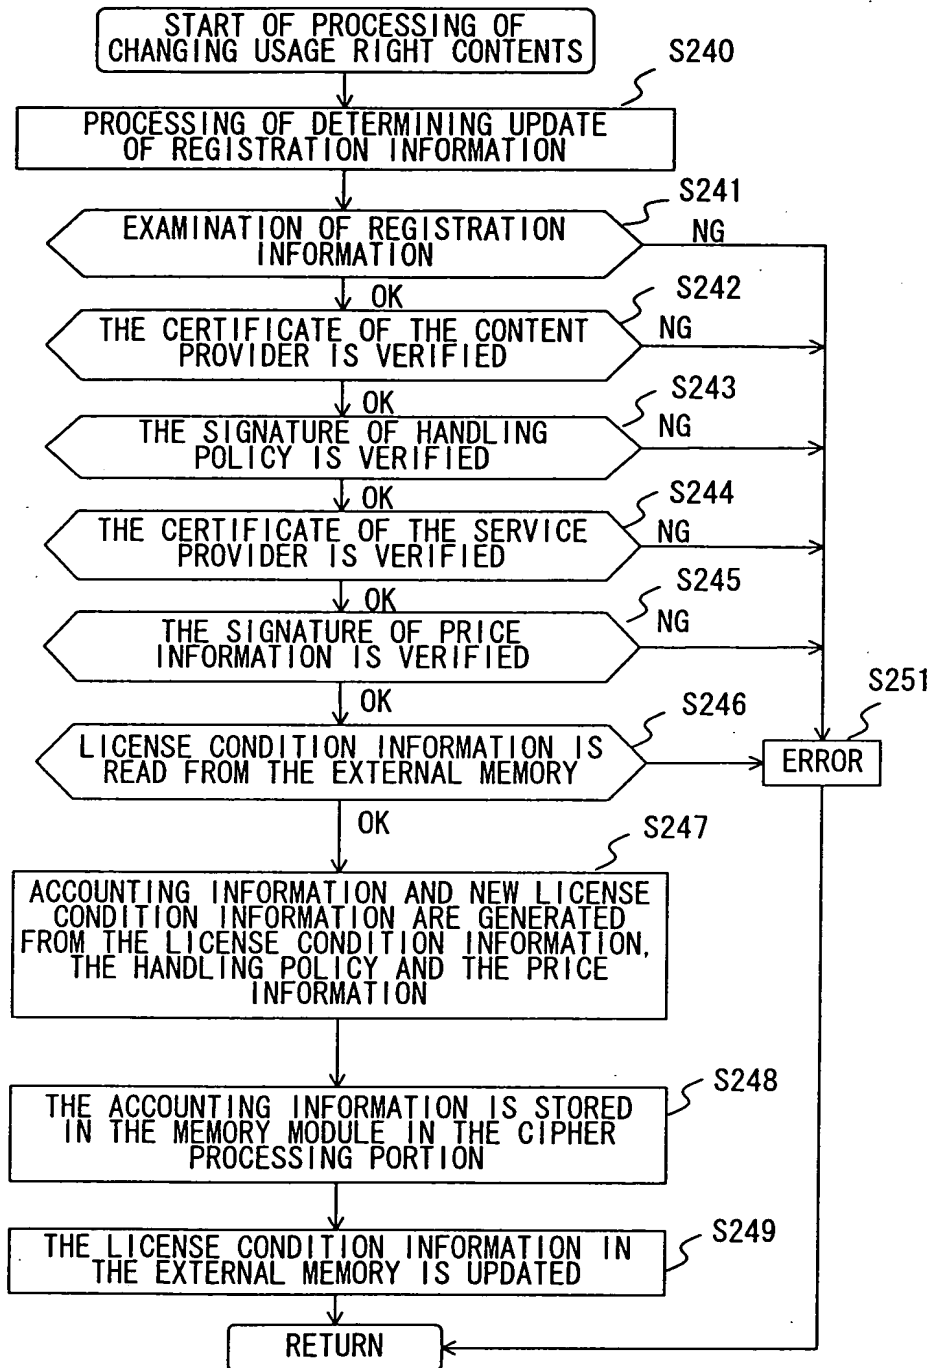 START OF PROCESSING OF
CHANGING USAGE RIGHT CONTENTS
S240
PROCESSING OF DETERMINING UPDATE
OF REGISTRATION INFORMATION
S241
EXAMINATION OF REGISTRATION
INFORMATION
NG
OK
S242
THE CERTIFICATE OF THE CONTENT
PROVIDER IS VERIFIED
NG
OK
S243
THE SIGNATURE OF HANDLING
POLICY IS VERIFIED
NG
OK
S244
THE CERTIFICATE OF THE SERVICE
PROVIDER IS VERIFIED
NG
OK
S245
THE SIGNATURE OF PRICE
INFORMATION IS VERIFIED
NG
OK
S246
LICENSE CONDITION INFORMATION IS
READ FROM THE EXTERNAL MEMORY
S251
ERROR
OK
S247
ACCOUNTING INFORMATION AND NEW LICENSE
CONDITION INFORMATION ARE GENERATED
FROM THE LICENSE CONDITION INFORMATION,
THE HANDLING POLICY AND THE PRICE
INFORMATION
S248
THE ACCOUNTING INFORMATION IS STORED
IN THE MEMORY MODULE IN THE CIPHER
PROCESSING PORTION
S249
THE LICENSE CONDITION INFORMATION IN
THE EXTERNAL MEMORY IS UPDATED
RETURN